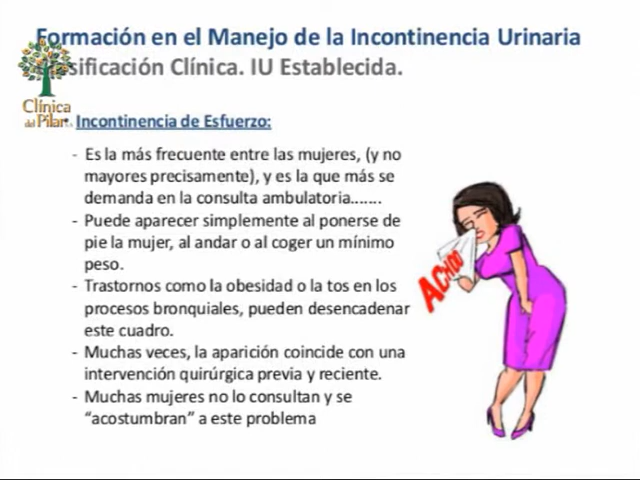 Formación en el Manejo de la Incontinencia Urinaria
sificación Clínica. IU Establecida.
Clínica
del Pilar
Incontinencia de Esfuerzo:
- Es la más frecuente entre las mujeres, (y no
mayores precisamente), y es la que más se
demanda en la consulta ambulatoria.......
- Puede aparecer simplemente al ponerse de
pie la mujer, al andar o al coger un mínimo
peso.
- Trastornos como la obesidad o la tos en los
procesos bronquiales, pueden desencadenar
este cuadro.
- Muchas veces, la aparición coincide con una
intervención quirúrgica previa y reciente.
- Muchas mujeres no lo consultan y se
“acostumbran” a este problema
ACHOO